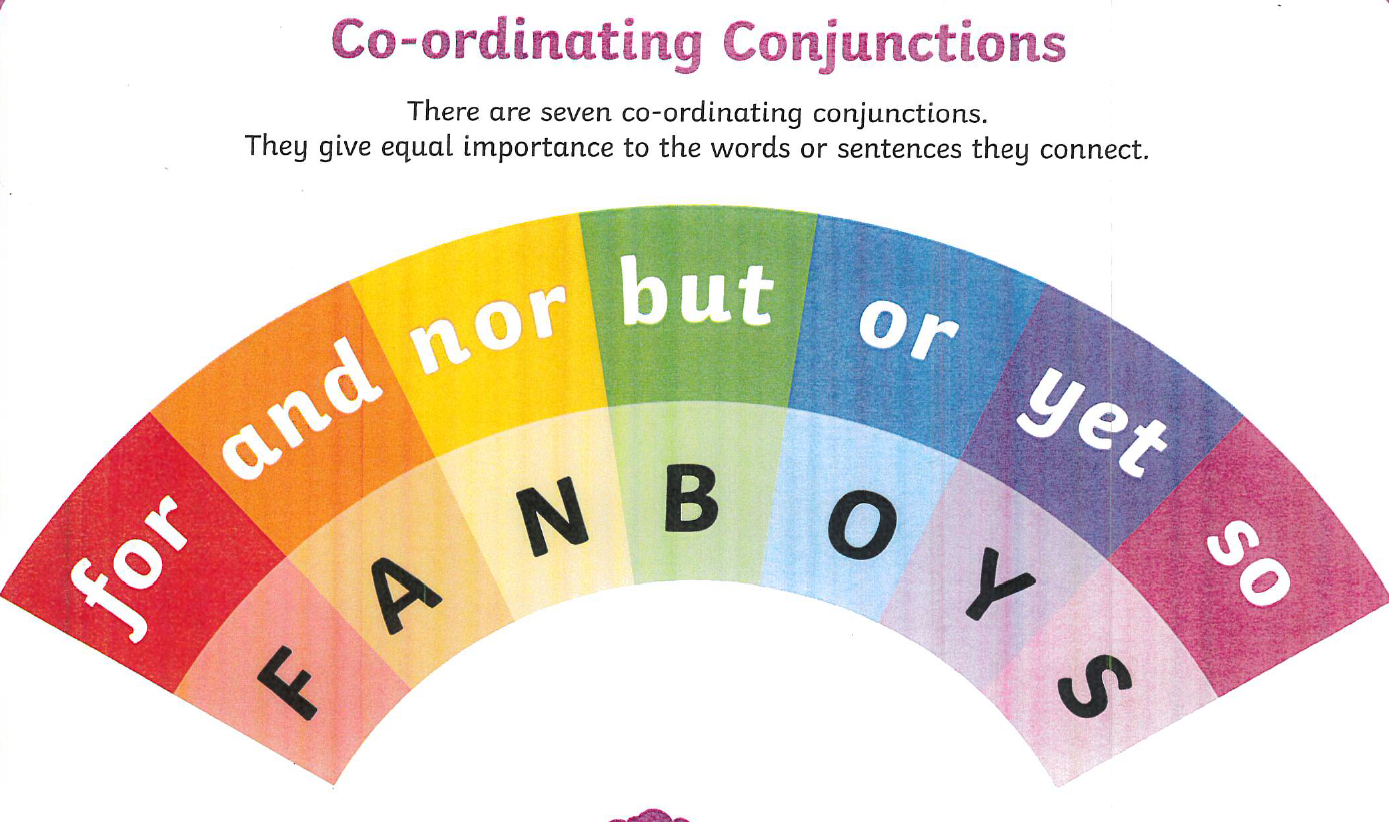 Co-ordinating Conjunctions
There are seven co-ordinating conjunctions.
They give equal importance to the words or sentences they connect.
for and nor but or yet so
F A N B O Y S